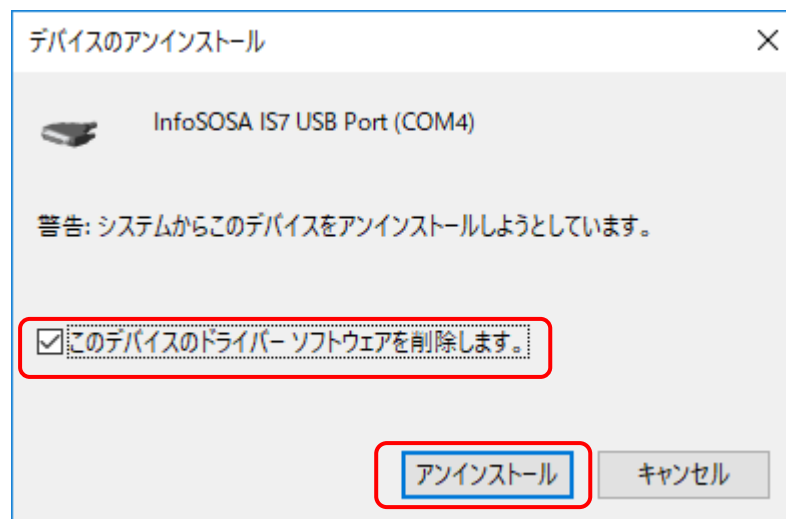 デバイスのアンインストール
InfoSOSA IS7 USB Port (COM4)
警告: システムからこのデバイスをアンインストールしようとしています。
このデバイスのドライバー ソフトウェアを削除します。
アンインストール キャンセル